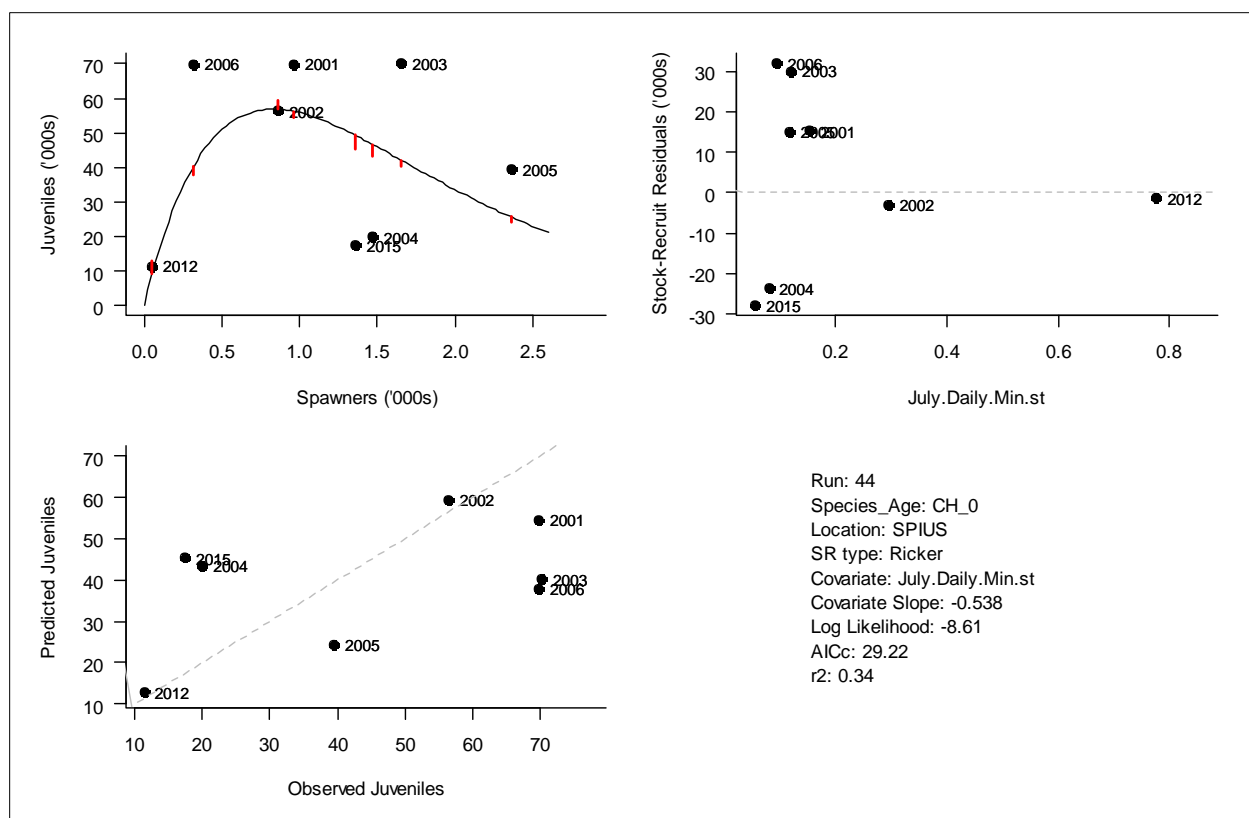 Juveniles ('000s)
70
60
50
40
30
20
10
0
2006
2001
2003
2002
2005
2004
2015
2012
0.0 0.5 1.0 1.5 2.0 2.5
Spawners ('000s)
Stock-Recruit Residuals ('000s)
30
20
10
0
-10
-20
-30
2006
2003
2005
2001
2002
2012
2004
2015
0.2 0.4 0.6 0.8
July.Daily.Min.st
Predicted Juveniles
70
60
50
40
30
20
10
2002
2001
2015
2004
2003
2006
2005
2012
10 20 30 40 50 60 70
Observed Juveniles
Run: 44
Species_Age: CH_0
Location: SPIUS
SR type: Ricker
Covariate: July.Daily.Min.st
Covariate Slope: -0.538
Log Likelihood: -8.61
AICc: 29.22
r2: 0.34